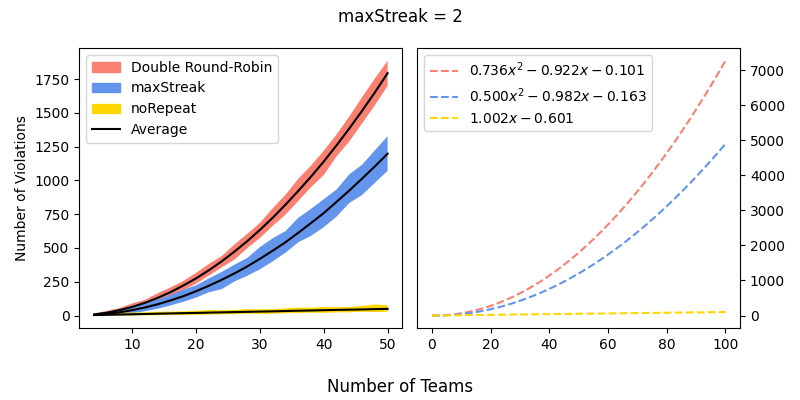 maxStreak = 2
Number of Violations
1750
1500
1250
1000
750
500
250
0
Double Round-Robin
maxStreak
noRepeat
Average
10 20 30 40 50
0.736x² − 0.922x − 0.101
0.500x² − 0.982x − 0.163
1.002x − 0.601
7000
6000
5000
4000
3000
2000
1000
0
0 20 40 60 80 100
Number of Teams